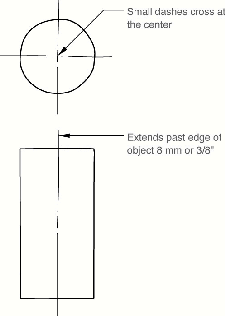 Small dashes cross at
the center
Extends past edge of
object 8 mm or 3/8"